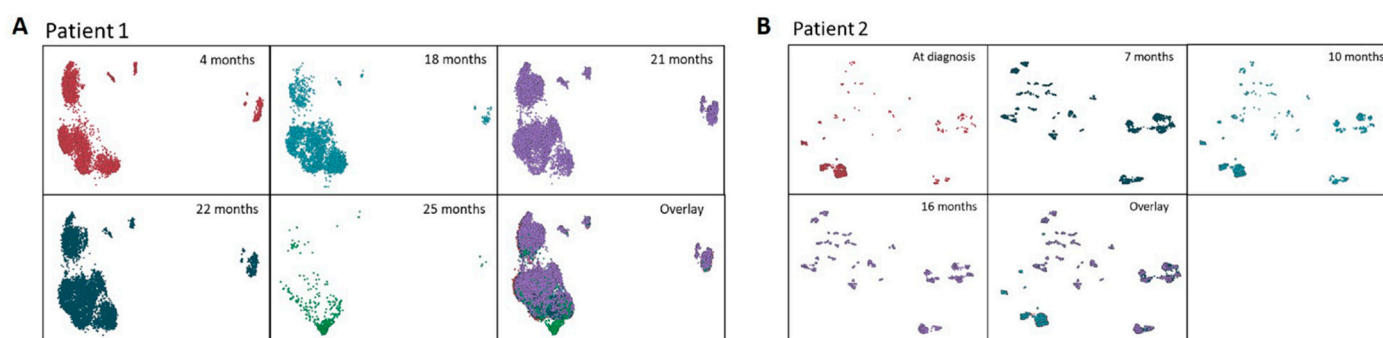 A Patient 1
4 months
18 months
21 months
22 months
25 months
Overlay
B Patient 2
At diagnosis
7 months
10 months
16 months
Overlay